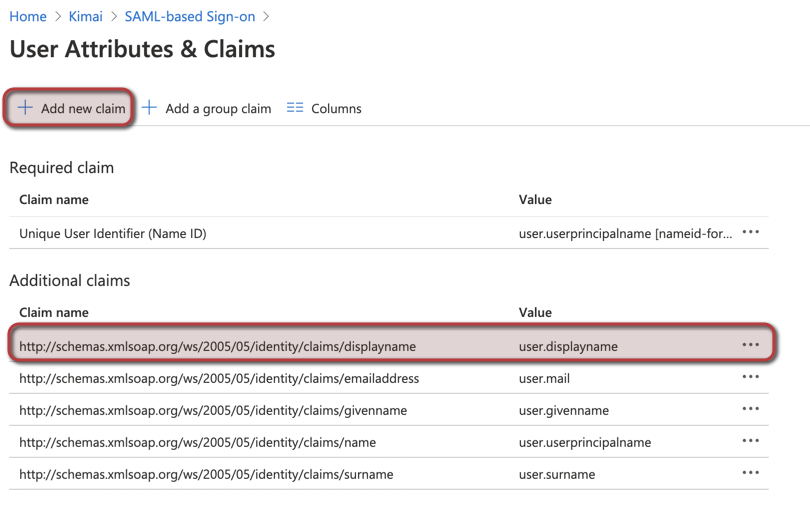 Home > Kimai > SAML-based Sign-on >
User Attributes & Claims
+ Add new claim + Add a group claim Columns
Required claim
Claim name Value
Unique User Identifier (Name ID) user.userprincipalname [nameid-for... •••
Additional claims
Claim name Value
http://schemas.xmlsoap.org/ws/2005/05/identity/claims/displayname user.displayname •••
http://schemas.xmlsoap.org/ws/2005/05/identity/claims/emailaddress user.mail •••
http://schemas.xmlsoap.org/ws/2005/05/identity/claims/givenname user.givenname •••
http://schemas.xmlsoap.org/ws/2005/05/identity/claims/name user.userprincipalname •••
http://schemas.xmlsoap.org/ws/2005/05/identity/claims/surname user.surname •••